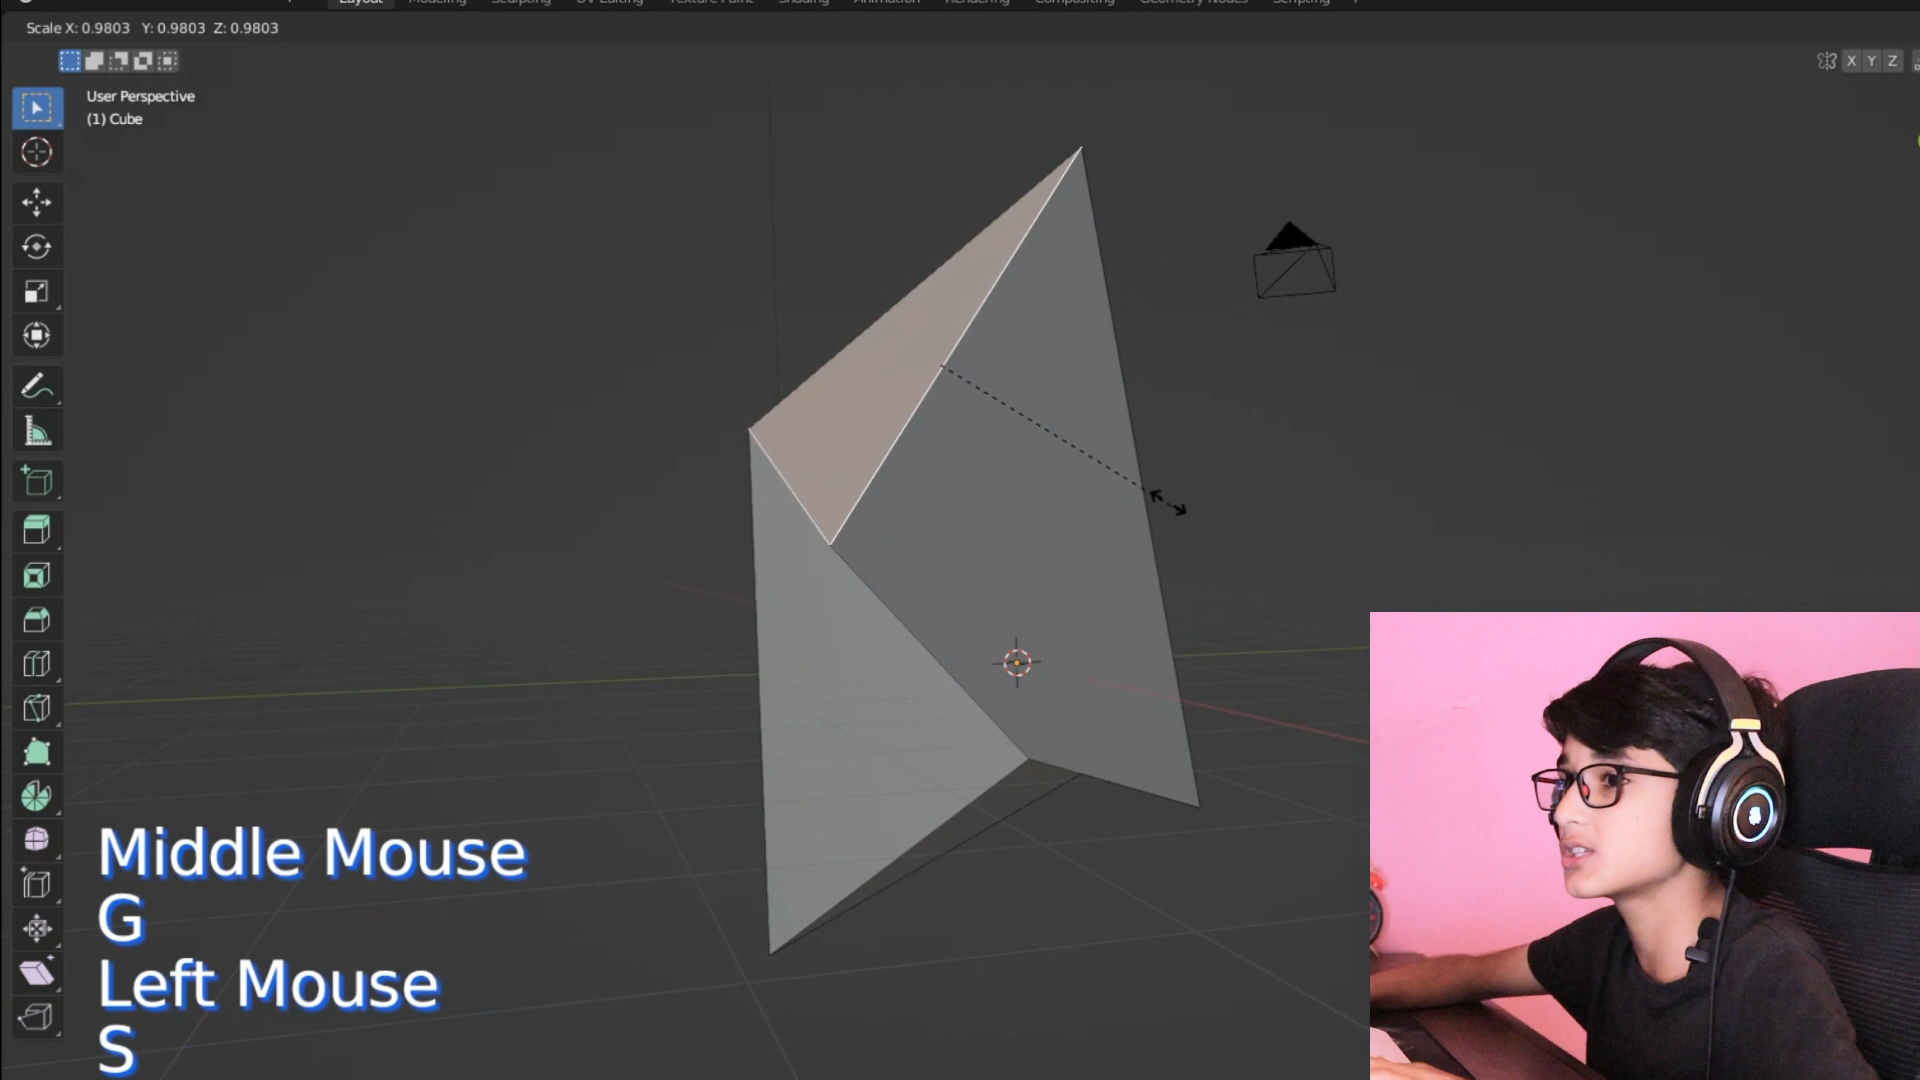 Layout Modeling Sculpting UV Editing Texture Paint Shading Animation Rendering Compositing Geometry Nodes Scripting +
Scale X: 0.9803 Y: 0.9803 Z: 0.9803
X Y Z
User Perspective
(1) Cube
Middle Mouse
G
Left Mouse
S